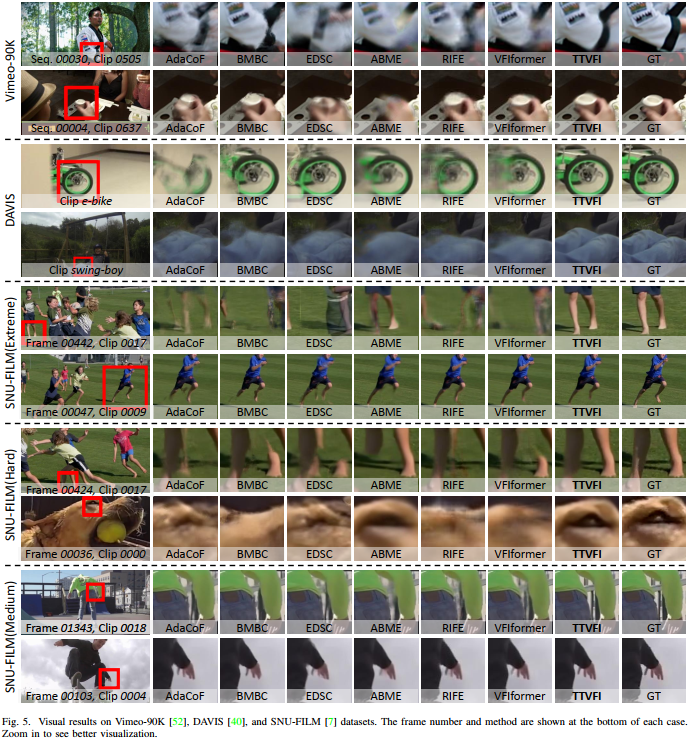 Vimeo-90K
Seq. 00030, Clip 0505 AdaCoF BMBC EDSC ABME RIFE VFIformer TTVFI GT
Seq. 00004, Clip 0637 AdaCoF BMBC EDSC ABME RIFE VFIformer TTVFI GT
DAVIS
Clip e-bike AdaCoF BMBC EDSC ABME RIFE VFIformer TTVFI GT
Clip swing-boy AdaCoF BMBC EDSC ABME RIFE VFIformer TTVFI GT
SNU-FILM(Extreme)
Frame 00442, Clip 0017 AdaCoF BMBC EDSC ABME RIFE VFIformer TTVFI GT
Frame 00047, Clip 0009 AdaCoF BMBC EDSC ABME RIFE VFIformer TTVFI GT
SNU-FILM(Hard)
Frame 00424, Clip 0017 AdaCoF BMBC EDSC ABME RIFE VFIformer TTVFI GT
Frame 00036, Clip 0000 AdaCoF BMBC EDSC ABME RIFE VFIformer TTVFI GT
SNU-FILM(Medium)
Frame 01343, Clip 0018 AdaCoF BMBC EDSC ABME RIFE VFIformer TTVFI GT
Frame 00103, Clip 0004 AdaCoF BMBC EDSC ABME RIFE VFIformer TTVFI GT
Fig. 5. Visual results on Vimeo-90K [52], DAVIS [40], and SNU-FILM [7] datasets. The frame number and method are shown at the bottom of each case.
Zoom in to see better visualization.